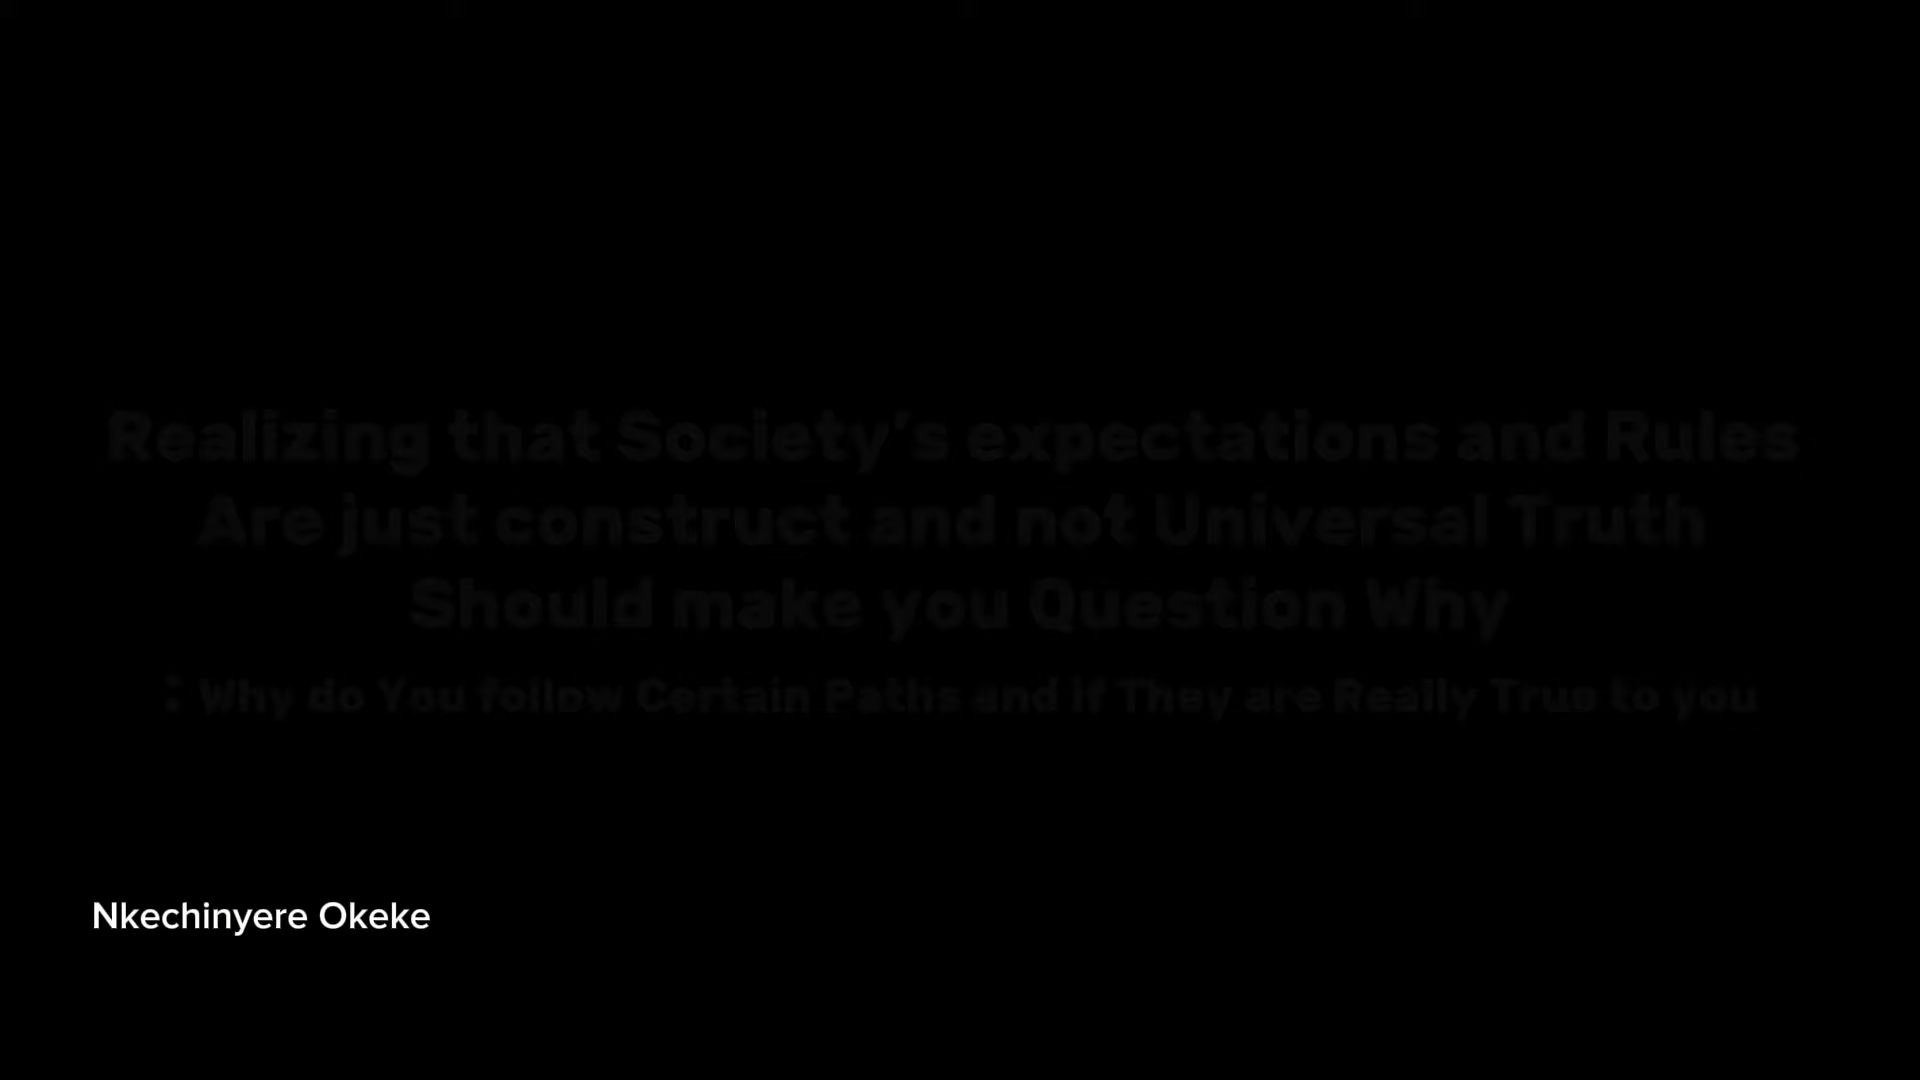 Realizing that Society's expectations and Rules
Are just construct and not Universal Truth
Should make you Question Why
: Why do You follow Certain Paths and if They are Really True to you
Nkechinyere Okeke